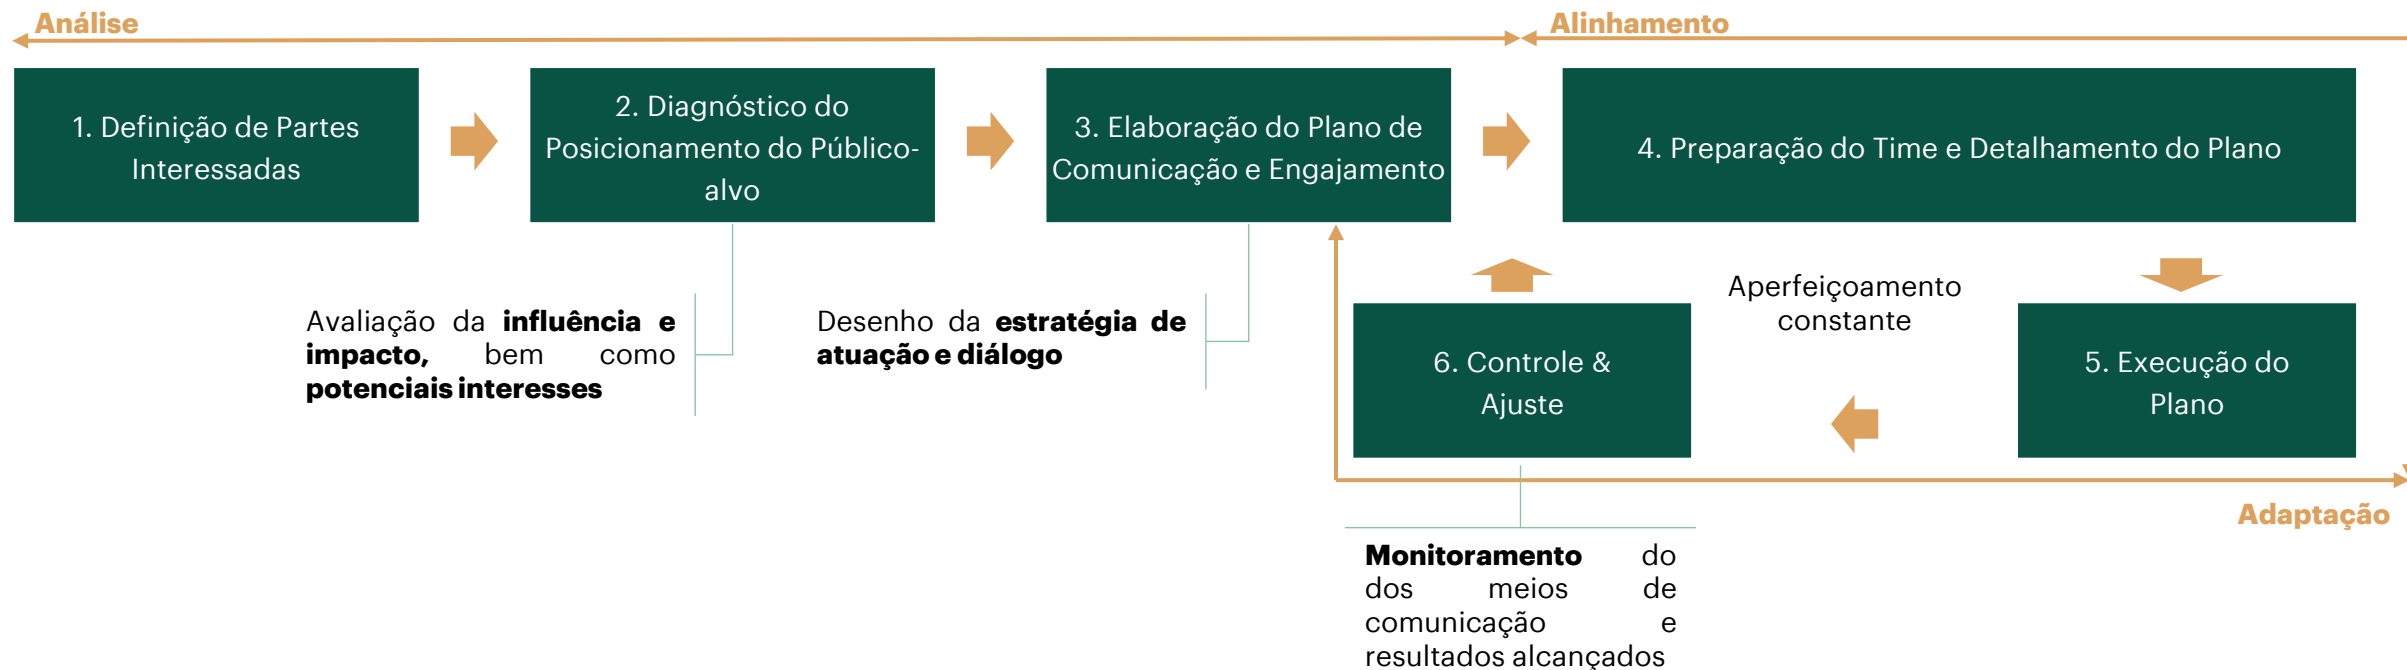 Análise
Alinhamento
1. Definição de Partes
Interessadas
2. Diagnóstico do
Posicionamento do Público-
alvo
3. Elaboração do Plano de
Comunicação e Engajamento
4. Preparação do Time e Detalhamento do Plano
Avaliação da influência e
impacto, bem como
potenciais interesses
Desenho da estratégia de
atuação e diálogo
Aperfeiçoamento
constante
6. Controle &
Ajuste
5. Execução do
Plano
Adaptação
Monitoramento do
dos meios de
comunicação e
resultados alcançados